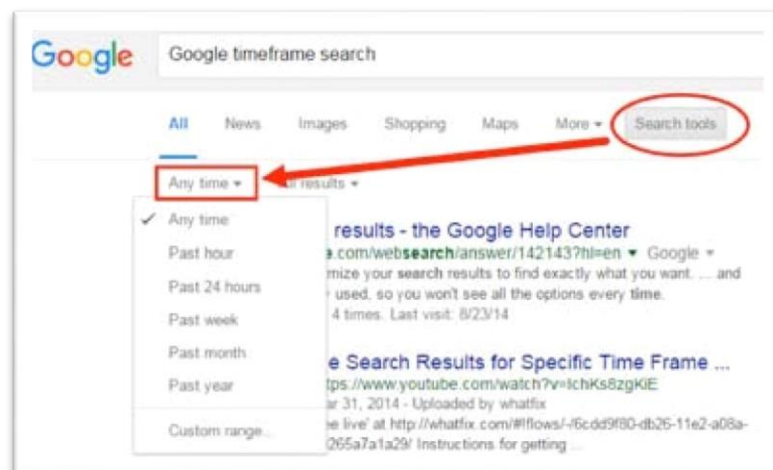 Google Google timeframe search
All News Images Shopping Maps More Search tools
Any time results
Any time
Past hour
Past 24 hours
Past week
Past month
Past year
Custom range...
results - the Google Help Center
.com/websearch/answer/142143?hl=en Google
mize your search results to find exactly what you want. ... and
used, so you won't see all the options every time.
4 times. Last visit: 8/23/14
e Search Results for Specific Time Frame ...
tps://www.youtube.com/watch?v=IchKs8zgKiE
ar 31, 2014 - Uploaded by whatfix
e live' at http://whatfix.com/#!flows/-/6cdd9f80-db26-11e2-a08a-
265a7a1a29/ Instructions for getting ...